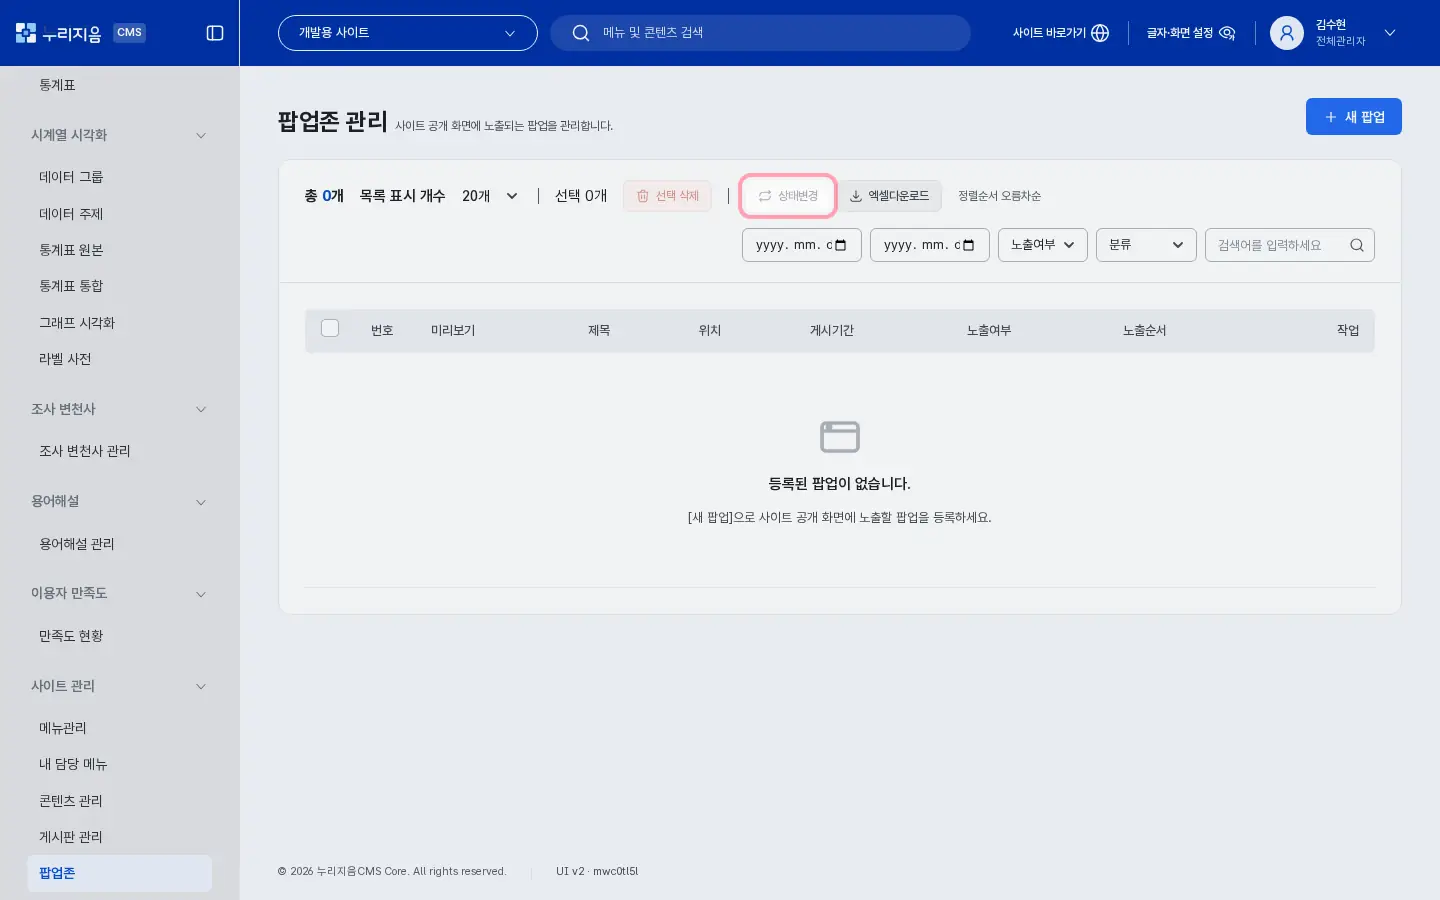 누리지음 CMS
개발용 사이트
메뉴 및 콘텐츠 검색
사이트 바로가기
글자·화면 설정
김수현
전체관리자
통계표
시계열 시각화
데이터 그룹
데이터 주제
통계표 원본
통계표 통합
그래프 시각화
라벨 사전
조사 변천사
조사 변천사 관리
용어해설
용어해설 관리
이용자 만족도
만족도 현황
사이트 관리
메뉴관리
내 담당 메뉴
콘텐츠 관리
게시판 관리
팝업존
팝업존 관리 사이트 공개 화면에 노출되는 팝업을 관리합니다.
새 팝업
총 0개 목록 표시 개수 20개 선택 0개 선택 삭제 상태변경 엑셀다운로드 정렬순서 오름차순
yyyy. mm. d yyyy. mm. d 노출여부 분류 검색어를 입력하세요
번호 미리보기 제목 위치 게시기간 노출여부 노출순서 작업
등록된 팝업이 없습니다.
[새 팝업]으로 사이트 공개 화면에 노출할 팝업을 등록하세요.
© 2026 누리지음CMS Core. All rights reserved. UI v2 · mwc0tl5l